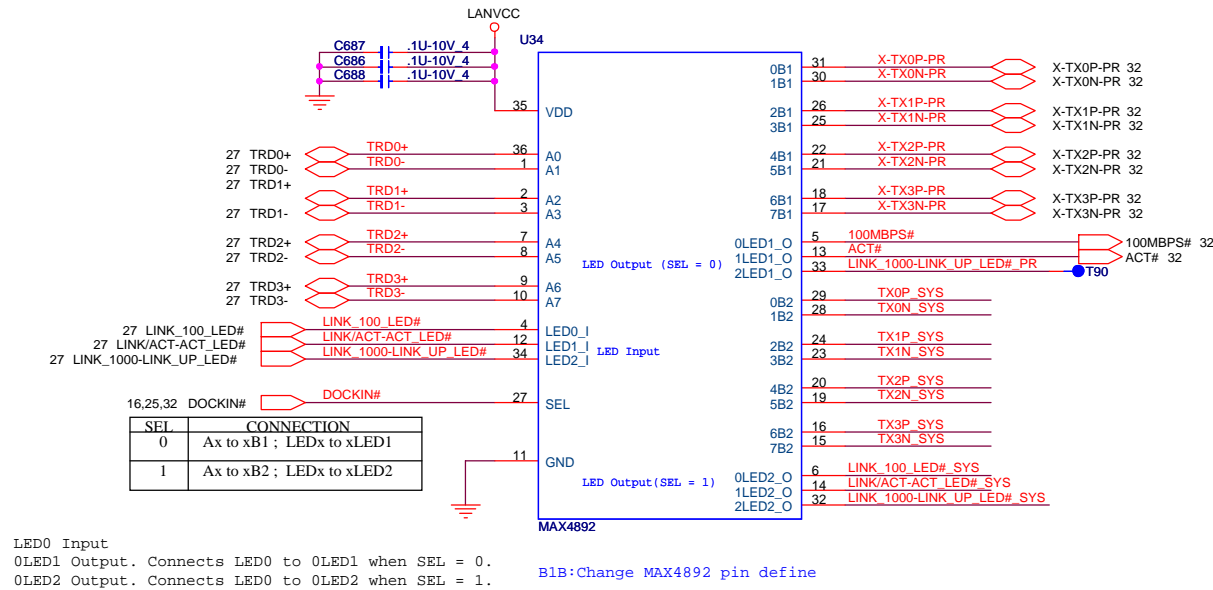 LANVCC
U34
C687 .1U-10V_4
C686 .1U-10V_4
C688 .1U-10V_4
35 VDD
27 TRD0+ TRD0+ 36 A0
27 TRD0- TRD0- 1 A1
27 TRD1+ TRD1+ 2 A2
27 TRD1- TRD1- 3 A3
27 TRD2+ TRD2+ 7 A4
27 TRD2- TRD2- 8 A5
27 TRD3+ TRD3+ 9 A6
27 TRD3- TRD3- 10 A7
27 LINK_100_LED# LINK_100_LED# 4 LED0_I
27 LINK/ACT-ACT_LED# LINK/ACT-ACT_LED# 12 LED1_I
27 LINK_1000-LINK_UP_LED# LINK_1000-LINK_UP_LED# 34 LED2_I
LED Input
16,25,32 DOCKIN# DOCKIN# 27 SEL
11 GND
0B1 31 X-TX0P-PR X-TX0P-PR 32
1B1 30 X-TX0N-PR X-TX0N-PR 32
2B1 26 X-TX1P-PR X-TX1P-PR 32
3B1 25 X-TX1N-PR X-TX1N-PR 32
4B1 22 X-TX2P-PR X-TX2P-PR 32
5B1 21 X-TX2N-PR X-TX2N-PR 32
6B1 18 X-TX3P-PR X-TX3P-PR 32
7B1 17 X-TX3N-PR X-TX3N-PR 32
LED Output (SEL = 0)
0LED1_O 5 100MBPS# 100MBPS# 32
1LED1_O 13 ACT# ACT# 32
2LED1_O 33 LINK_1000-LINK_UP_LED#_PR T90
0B2 29 TX0P_SYS
1B2 28 TX0N_SYS
2B2 24 TX1P_SYS
3B2 23 TX1N_SYS
4B2 20 TX2P_SYS
5B2 19 TX2N_SYS
6B2 16 TX3P_SYS
7B2 15 TX3N_SYS
LED Output(SEL = 1)
0LED2_O 6 LINK_100_LED#_SYS
1LED2_O 14 LINK/ACT-ACT_LED#_SYS
2LED2_O 32 LINK_1000-LINK_UP_LED#_SYS
MAX4892
SEL CONNECTION
0 Ax to xB1 ; LEDx to xLED1
1 Ax to xB2 ; LEDx to xLED2
LED0 Input
0LED1 Output. Connects LED0 to 0LED1 when SEL = 0.
0LED2 Output. Connects LED0 to 0LED2 when SEL = 1.
B1B:Change MAX4892 pin define